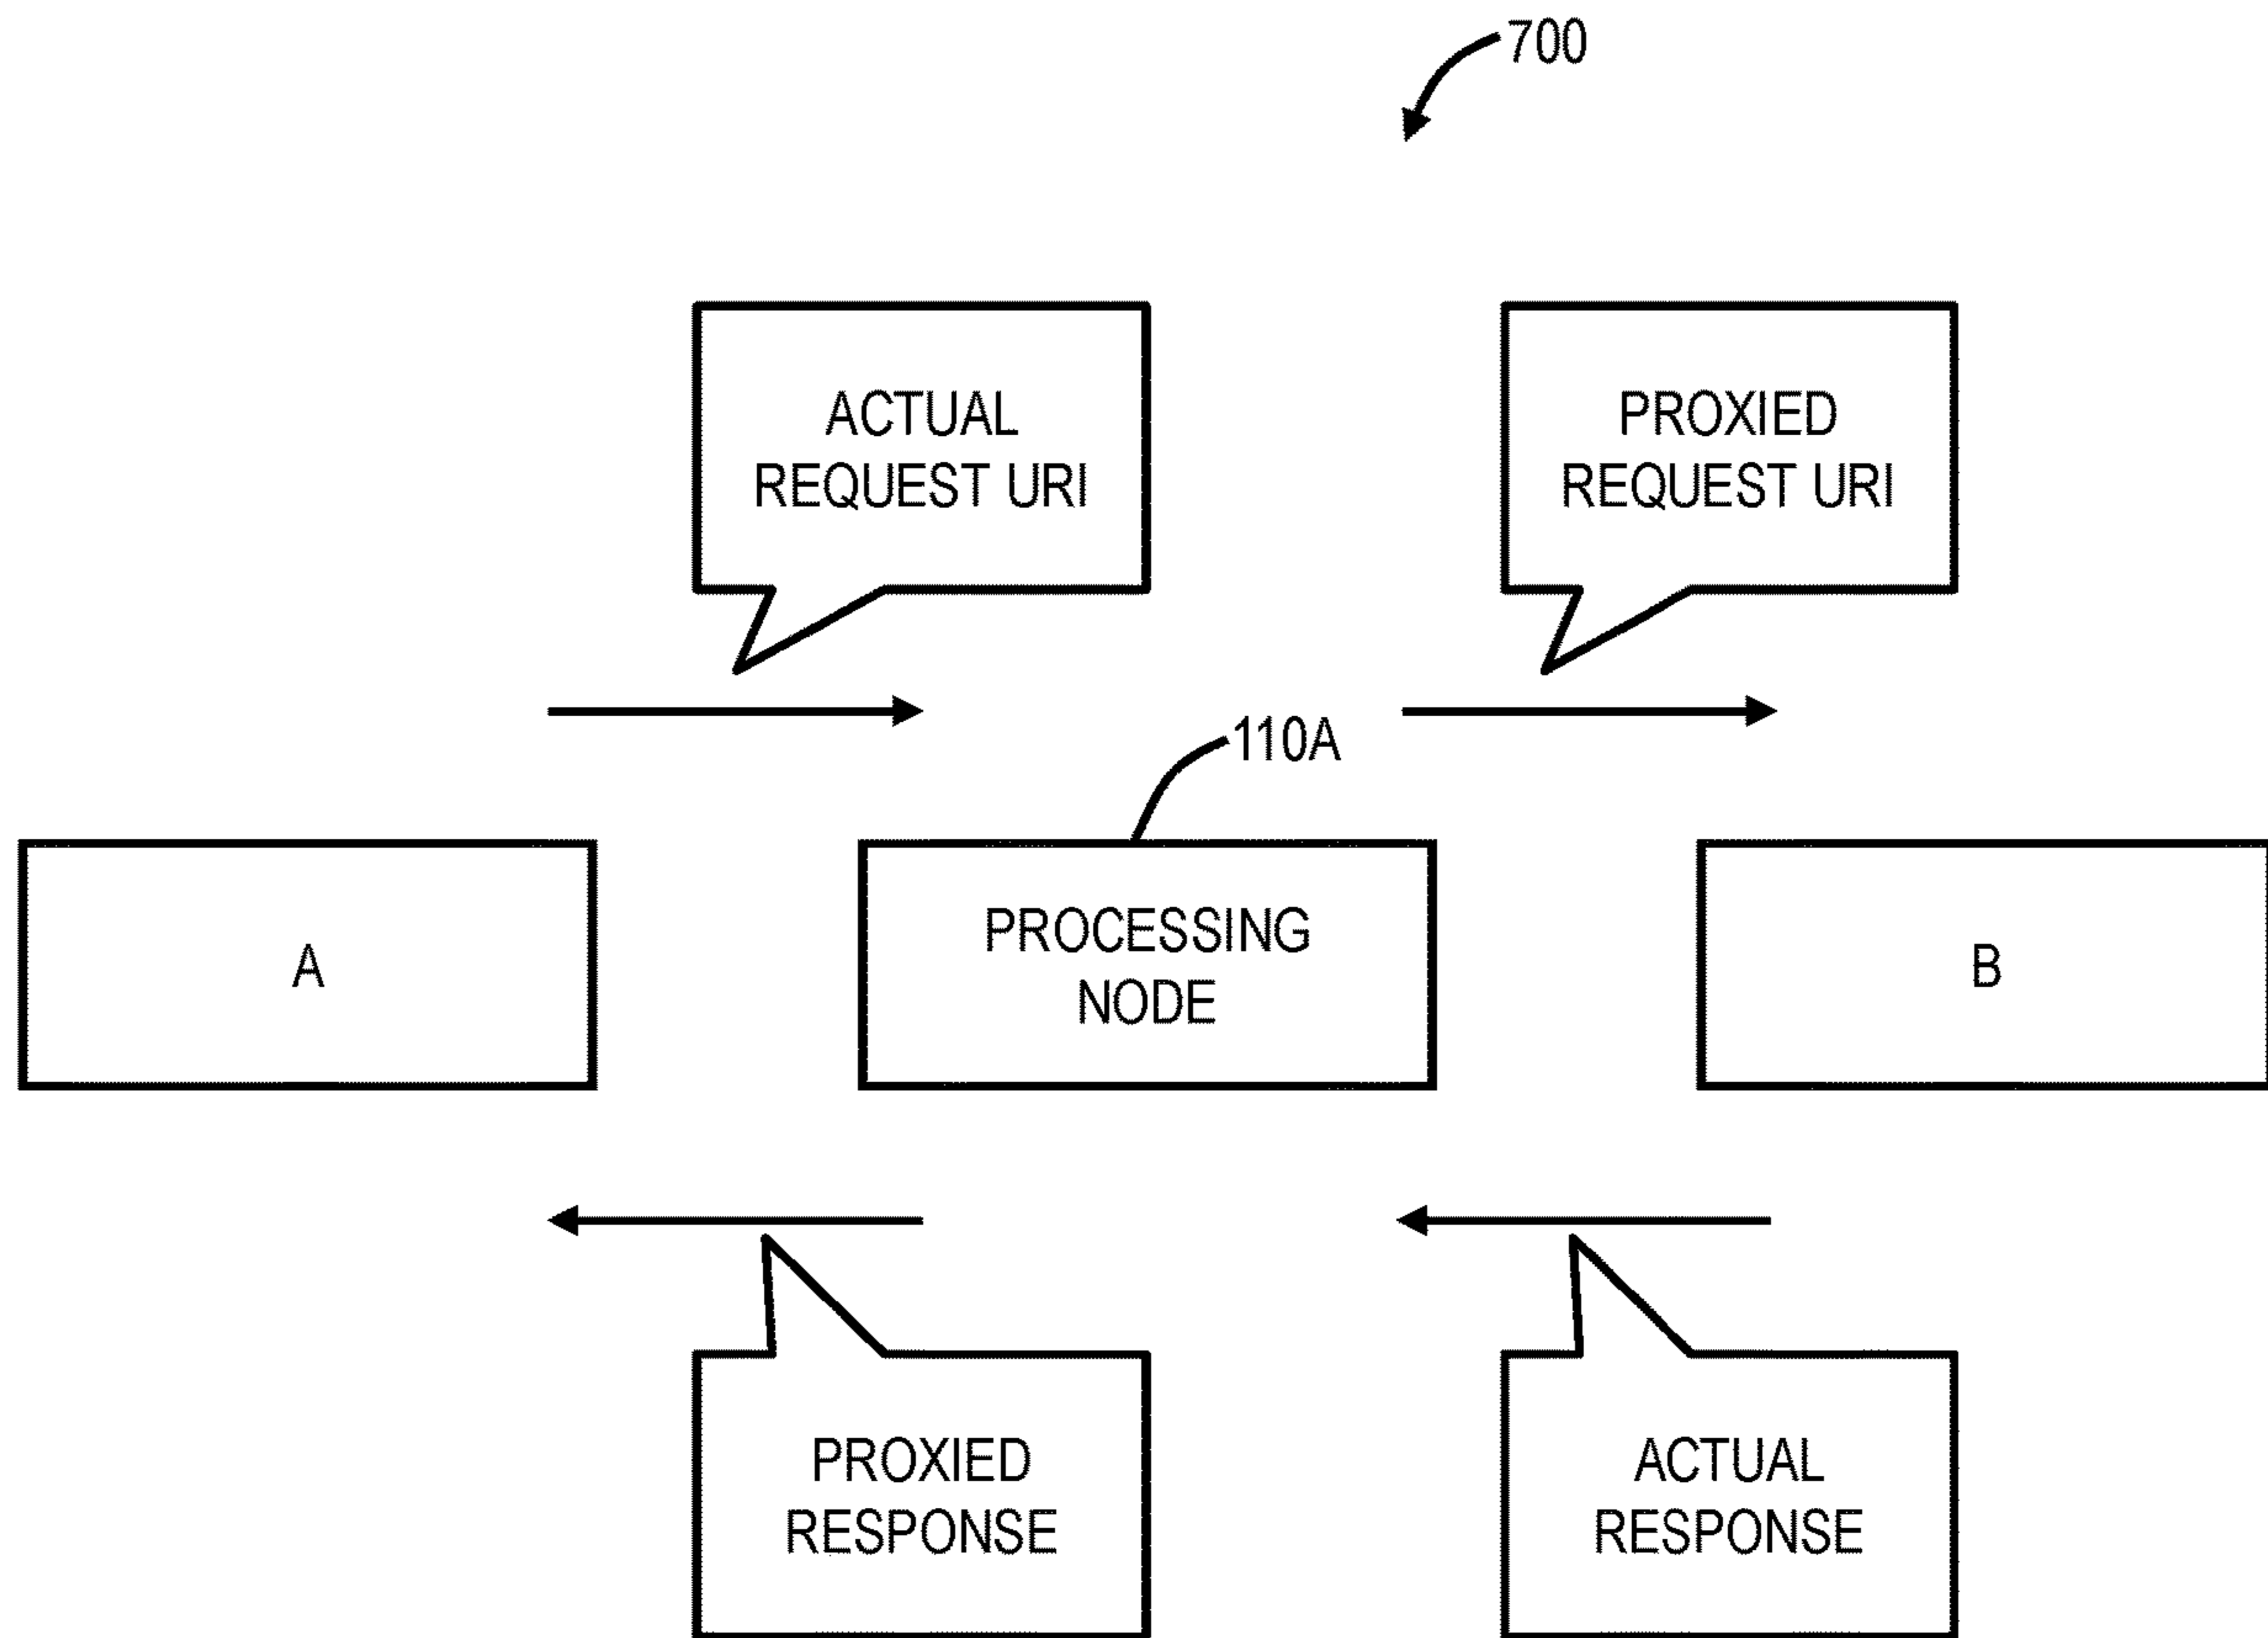 700
ACTUAL
REQUEST URI
PROXIED
REQUEST URI
110A
A
PROCESSING
NODE
B
PROXIED
RESPONSE
ACTUAL
RESPONSE